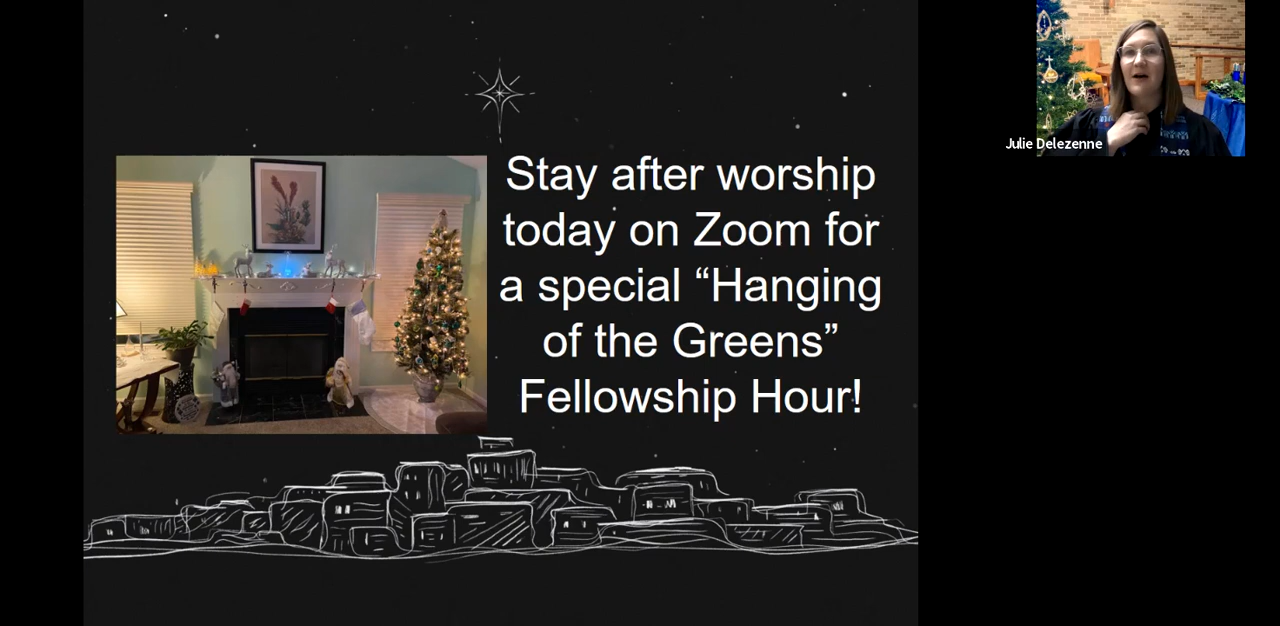 Stay after worship
today on Zoom for
a special “Hanging
of the Greens”
Fellowship Hour!
Julie Delezenne